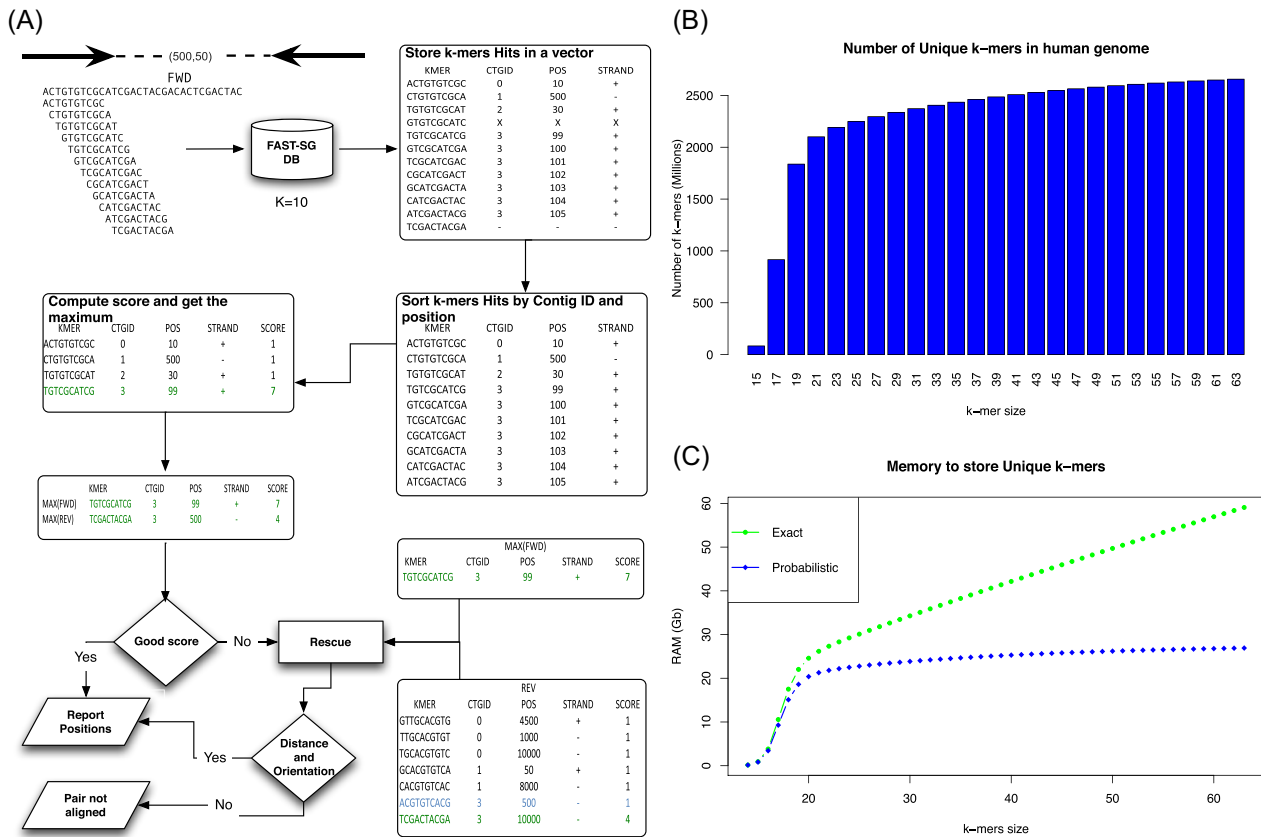 (A)
(500,50)
FWD
ACTGTGTCGCATCGACTACGACACTCGACTAC
ACTGTGTCGC
CTGTGTCGCA
TGTGTCGCAT
GTGTCGCATC
TGTCGCATCG
GTCGCATCGA
TCGCATCGAC
CGCATCGACT
GCATCGACTA
CATCGACTAC
ATCGACTACG
TCGACTACGA
FAST-SG
DB
K=10
Store k-mers Hits in a vector
KMER CTGID POS STRAND
ACTGTGTCGC 0 10 +
CTGTGTCGCA 1 500 -
TGTGTCGCAT 2 30 +
GTGTCGCATC X X X
TGTCGCATCG 3 99 +
GTCGCATCGA 3 100 +
TCGCATCGAC 3 101 +
CGCATCGACT 3 102 +
GCATCGACTA 3 103 +
CATCGACTAC 3 104 +
ATCGACTACG 3 105 +
TCGACTACGA - - -
Sort k-mers Hits by Contig ID and
position
KMER CTGID POS STRAND
ACTGTGTCGC 0 10 +
CTGTGTCGCA 1 500 -
TGTGTCGCAT 2 30 +
TGTCGCATCG 3 99 +
GTCGCATCGA 3 100 +
TCGCATCGAC 3 101 +
CGCATCGACT 3 102 +
GCATCGACTA 3 103 +
CATCGACTAC 3 104 +
ATCGACTACG 3 105 +
Compute score and get the
maximum
KMER CTGID POS STRAND SCORE
ACTGTGTCGC 0 10 + 1
CTGTGTCGCA 1 500 - 1
TGTGTCGCAT 2 30 + 1
TGTCGCATCG 3 99 + 7
KMER CTGID POS STRAND SCORE
MAX(FWD) TGTCGCATCG 3 99 + 7
MAX(REV) TCGACTACGA 3 500 - 4
MAX(FWD)
KMER CTGID POS STRAND SCORE
TGTCGCATCG 3 99 + 7
Good score
No
Yes
Rescue
Report
Positions
Yes
Distance
and
Orientation
No
Pair not
aligned
REV
KMER CTGID POS STRAND SCORE
GTTGCACGTG 0 4500 + 1
TTGCACGTGT 0 1000 - 1
TGCACGTGTC 0 10000 - 1
GCACGTGTCA 1 50 + 1
CACGTGTCAC 1 8000 - 1
ACGTGTCACG 3 500 - 1
TCGACTACGA 3 10000 - 4
(B)
Number of Unique k-mers in human genome
Number of k-mers (Millions)
2500
2000
1500
1000
500
0
15 17 19 21 23 25 27 29 31 33 35 37 39 41 43 45 47 49 51 53 55 57 59 61 63
k-mer size
(C)
Memory to store Unique k-mers
Exact
Probabilistic
RAM (Gb)
60
50
40
30
20
10
0
20 30 40 50 60
k-mers size